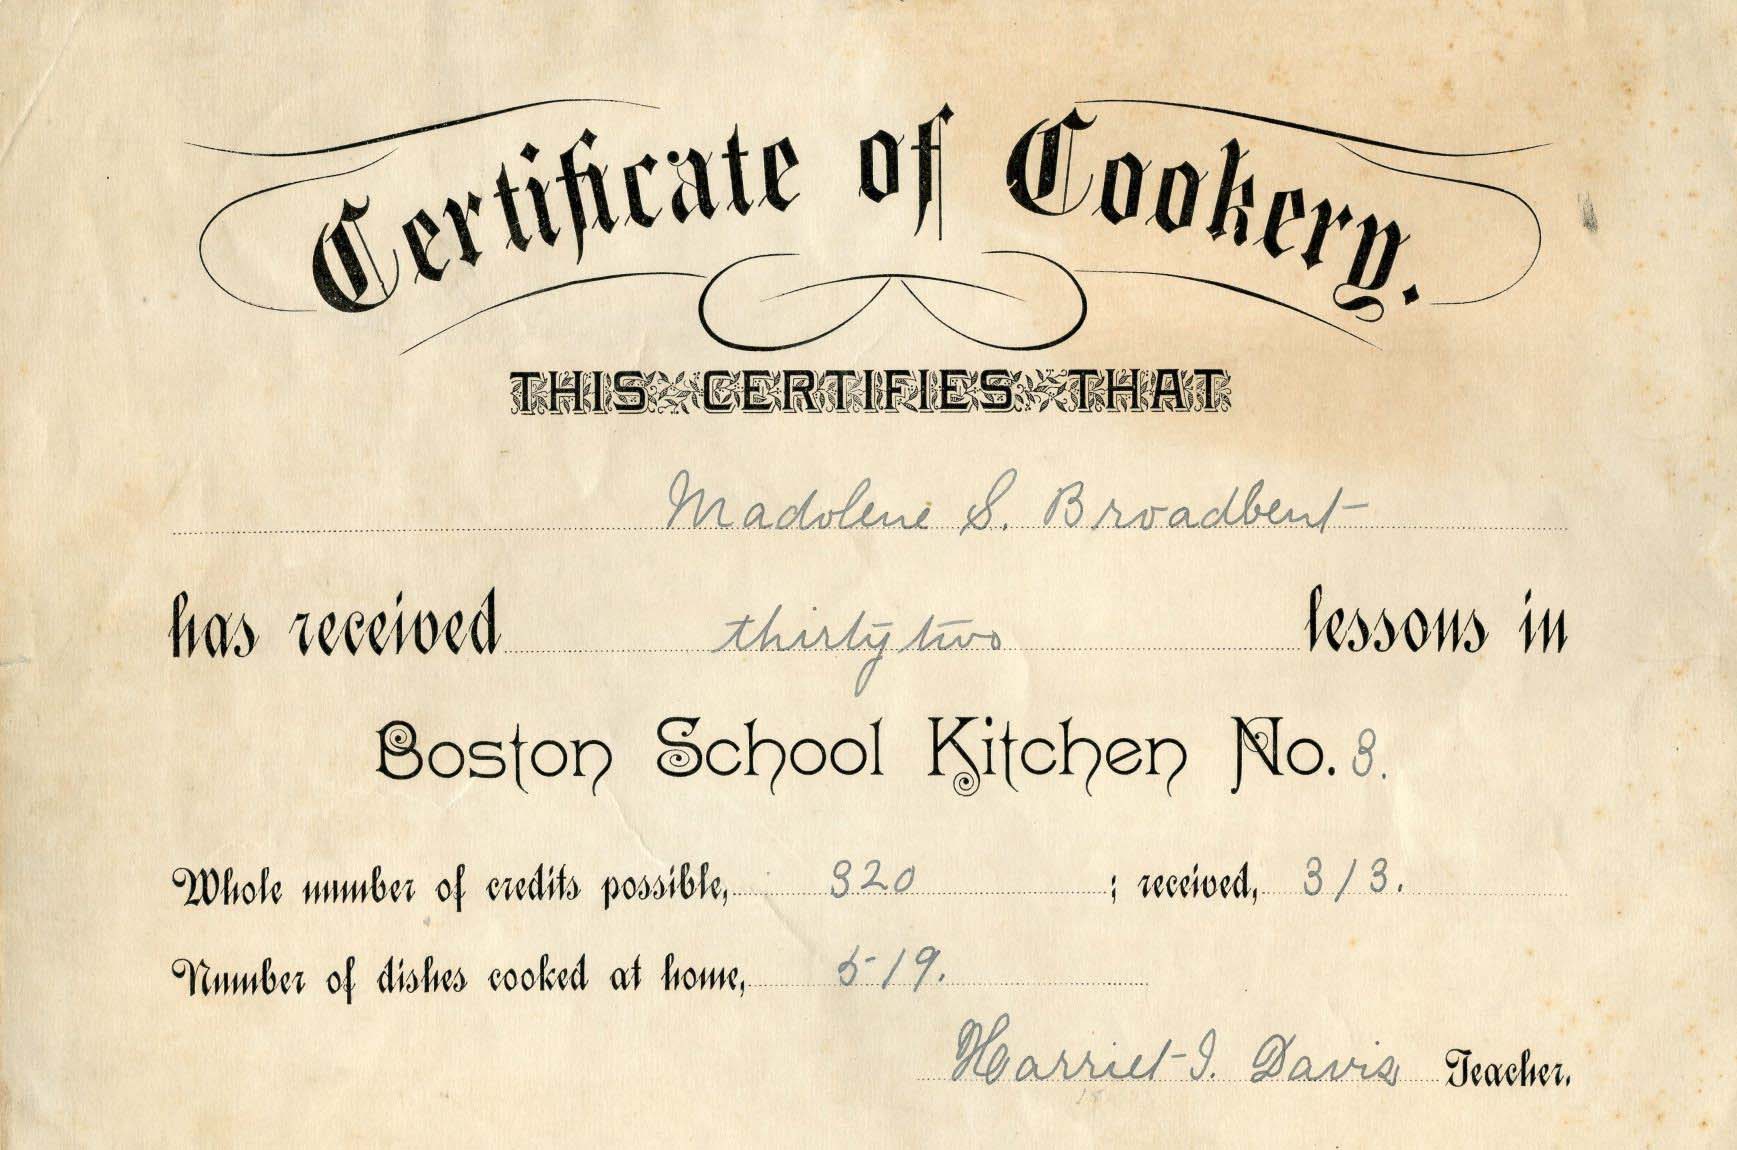 Certificate of Cookery.
THIS CERTIFIES THAT
Madolene S. Broadbent
has received thirty two lessons in
Boston School Kitchen No. 8.
Whole number of credits possible, 320 ; received, 313.
Number of dishes cooked at home, 519.
Harriet I. Davis Teacher.